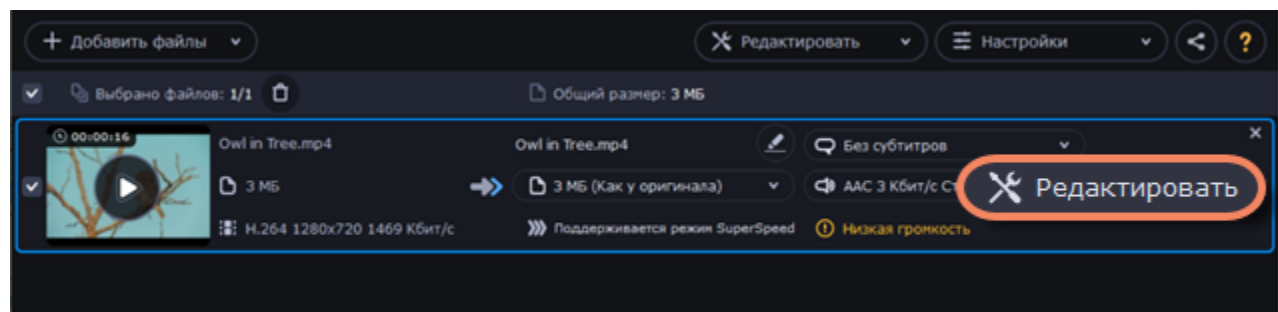 + Добавить файлы
Редактировать
Настройки
?
Выбрано файлов: 1/1
Общий размер: 3 МБ
00:00:16
Owl in Tree.mp4
Owl in Tree.mp4
Без субтитров
3 МБ
3 МБ (Как у оригинала)
AAC 3 Кбит/с Ст
Редактировать
H.264 1280x720 1469 Кбит/с
Поддерживается режим SuperSpeed
Низкая громкость